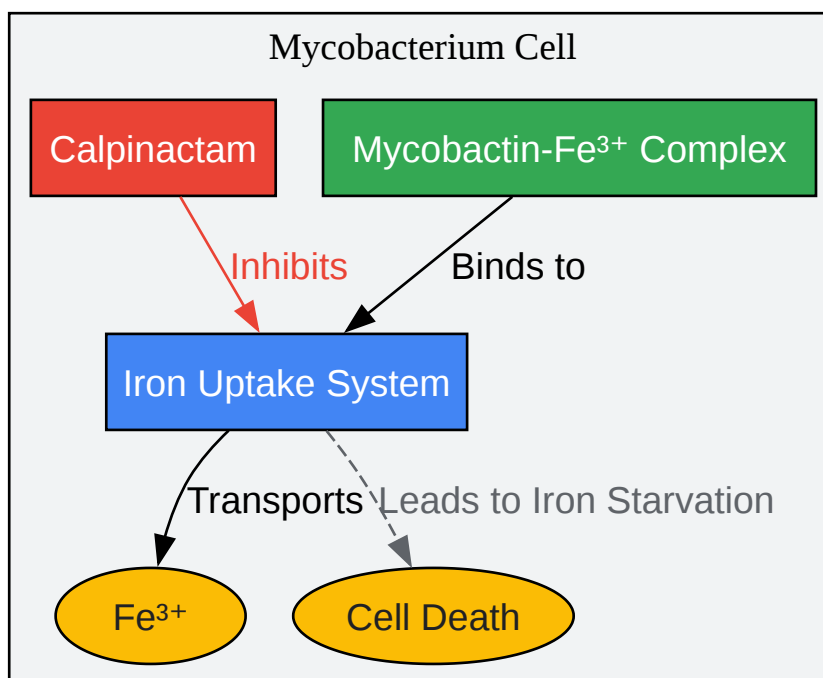 Mycobacterium Cell
Calpinactam
Mycobactin-Fe³⁺ Complex
Inhibits
Binds to
Iron Uptake System
Transports
Leads to Iron Starvation
Fe³⁺
Cell Death